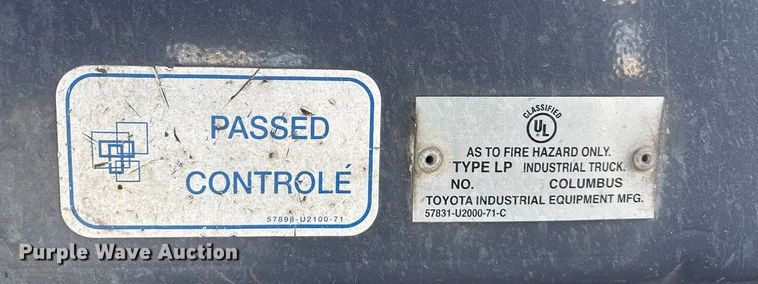 PASSED
CONTROLÉ
57898-U2100-71
CLASSIFIED
UL
AS TO FIRE HAZARD ONLY.
TYPE LP INDUSTRIAL TRUCK.
NO. COLUMBUS
TOYOTA INDUSTRIAL EQUIPMENT MFG.
57831-U2000-71-C
Purple Wave Auction